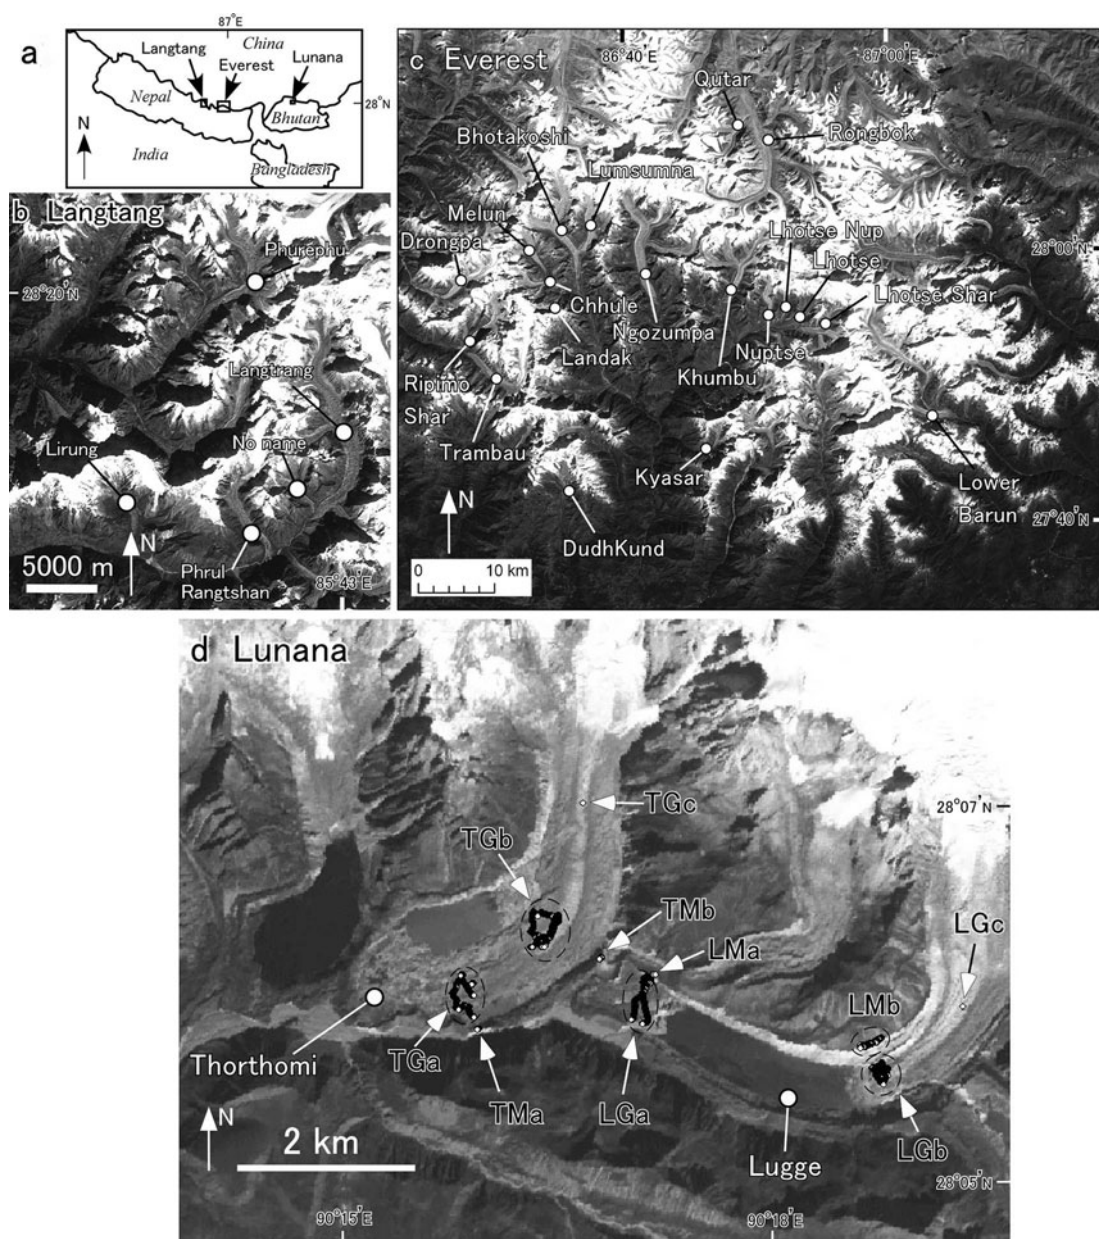 a
87°E
China
Langtang
Everest
Lunana
Nepal
28°N
Bhutan
N
India
Bangladesh
b Langtang
Phurephu
28°20'N
Langtrang
No name
Lirung
N
5000 m
Phrul
Rangtshan
85°43'E
c Everest
86°40'
87°00'E
Qutar
Bhotakoshi
Rongbok
Lumsumna
Melun
Lhotse Nup
Drongpa
Lhotse
28°00'N
Lhotse Shar
Chhule
Ngozumpa
Landak
Nuptse
Khumbu
Ripimo
Shar
Trambau
Kyasar
N
Lower
Barun
27°40'N
DudhKund
0
10 km
d Lunana
TGc
28°07'N
TGb
TMb
LGc
LMa
LMb
Thorthomi
TGa
TMa
LGa
N
2 km
Lugge
LGb
28°05'N
90°15'E
90°18'E